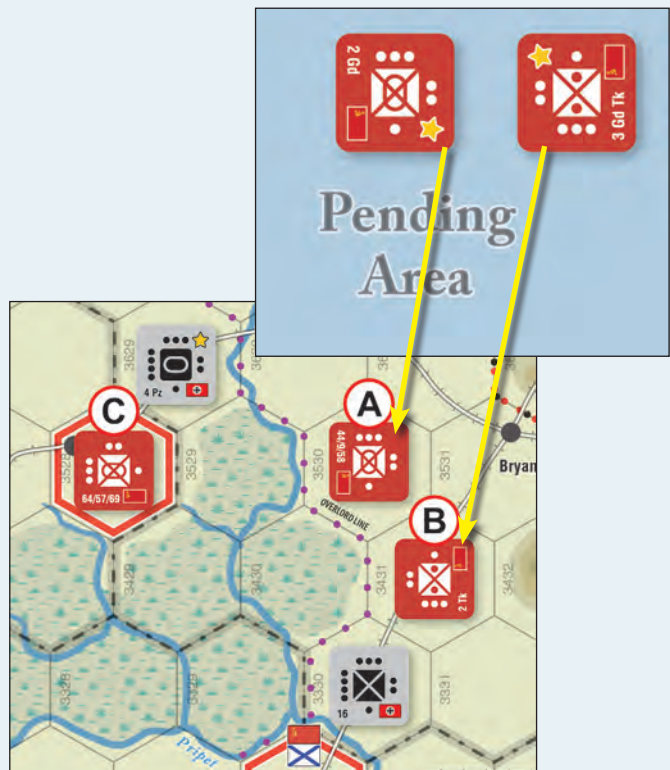 2 Gd
3 Gd Tk
Pending
Area
3629
4 Pz
C
A
3528
64/57/69
3529
3530
44/9/58
3531
Bryan
OVERLORD LINE
B
3429
3430
3431
2 Tk
3432
3328
3329
3330
16
3331
Pripet